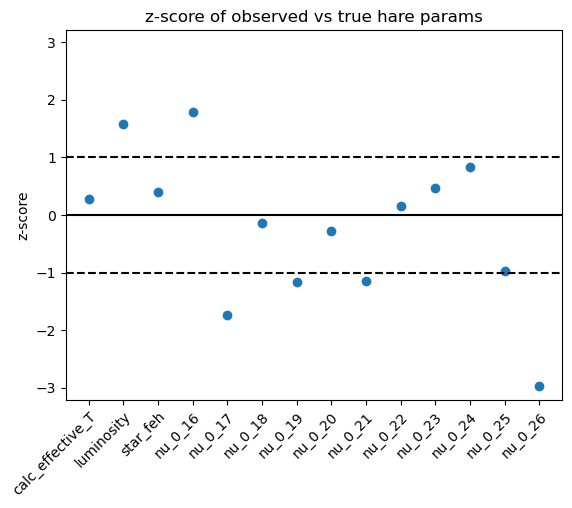 z-score of observed vs true hare params
3
2
1
0
−1
−2
−3
z-score
calc_effective_T
luminosity
star_feh
nu_0_16
nu_0_17
nu_0_18
nu_0_19
nu_0_20
nu_0_21
nu_0_22
nu_0_23
nu_0_24
nu_0_25
nu_0_26